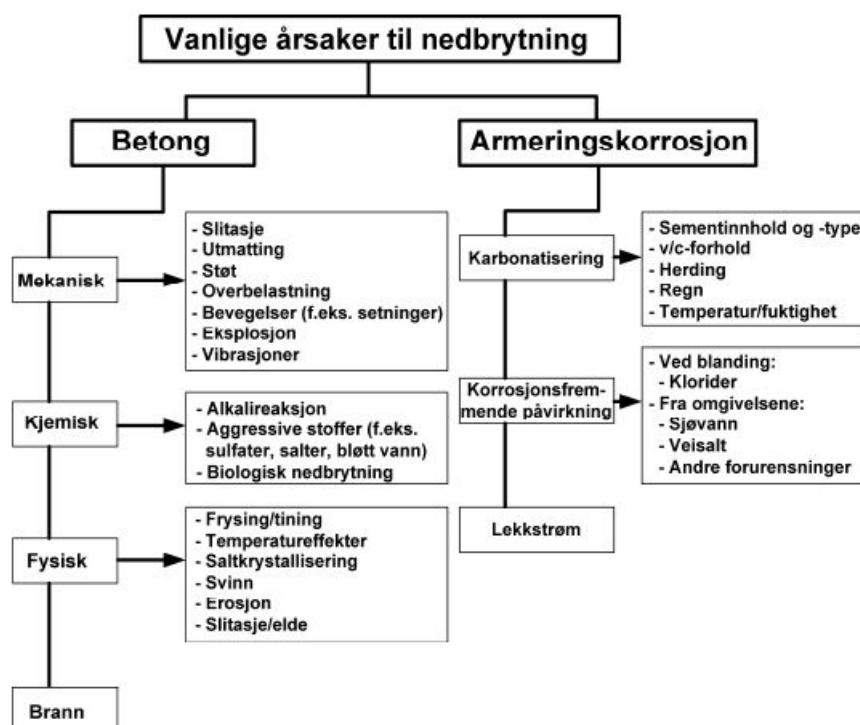 Vanlige årsaker til nedbrytning
Betong
Armeringskorrosjon
Mekanisk
- Slitasje
- Utmatting
- Støt
- Overbelastning
- Bevegelser (f.eks. setninger)
- Eksplosjon
- Vibrasjoner
Kjemisk
- Alkalireaksjon
- Aggressive stoffer (f.eks.
sulfater, salter, bløtt vann)
- Biologisk nedbrytning
Fysisk
- Frysing/tining
- Temperatureffekter
- Saltkrystallisering
- Svinn
- Erosjon
- Slitasje/elde
Brann
Karbonatisering
- Sementinnhold og -type
- v/c-forhold
- Herding
- Regn
- Temperatur/fuktighet
Korrosjonsfrem-
mende påvirkning
- Ved blanding:
- Klorider
- Fra omgivelsene:
- Sjøvann
- Veisalt
- Andre forurensninger
Lekkstrøm